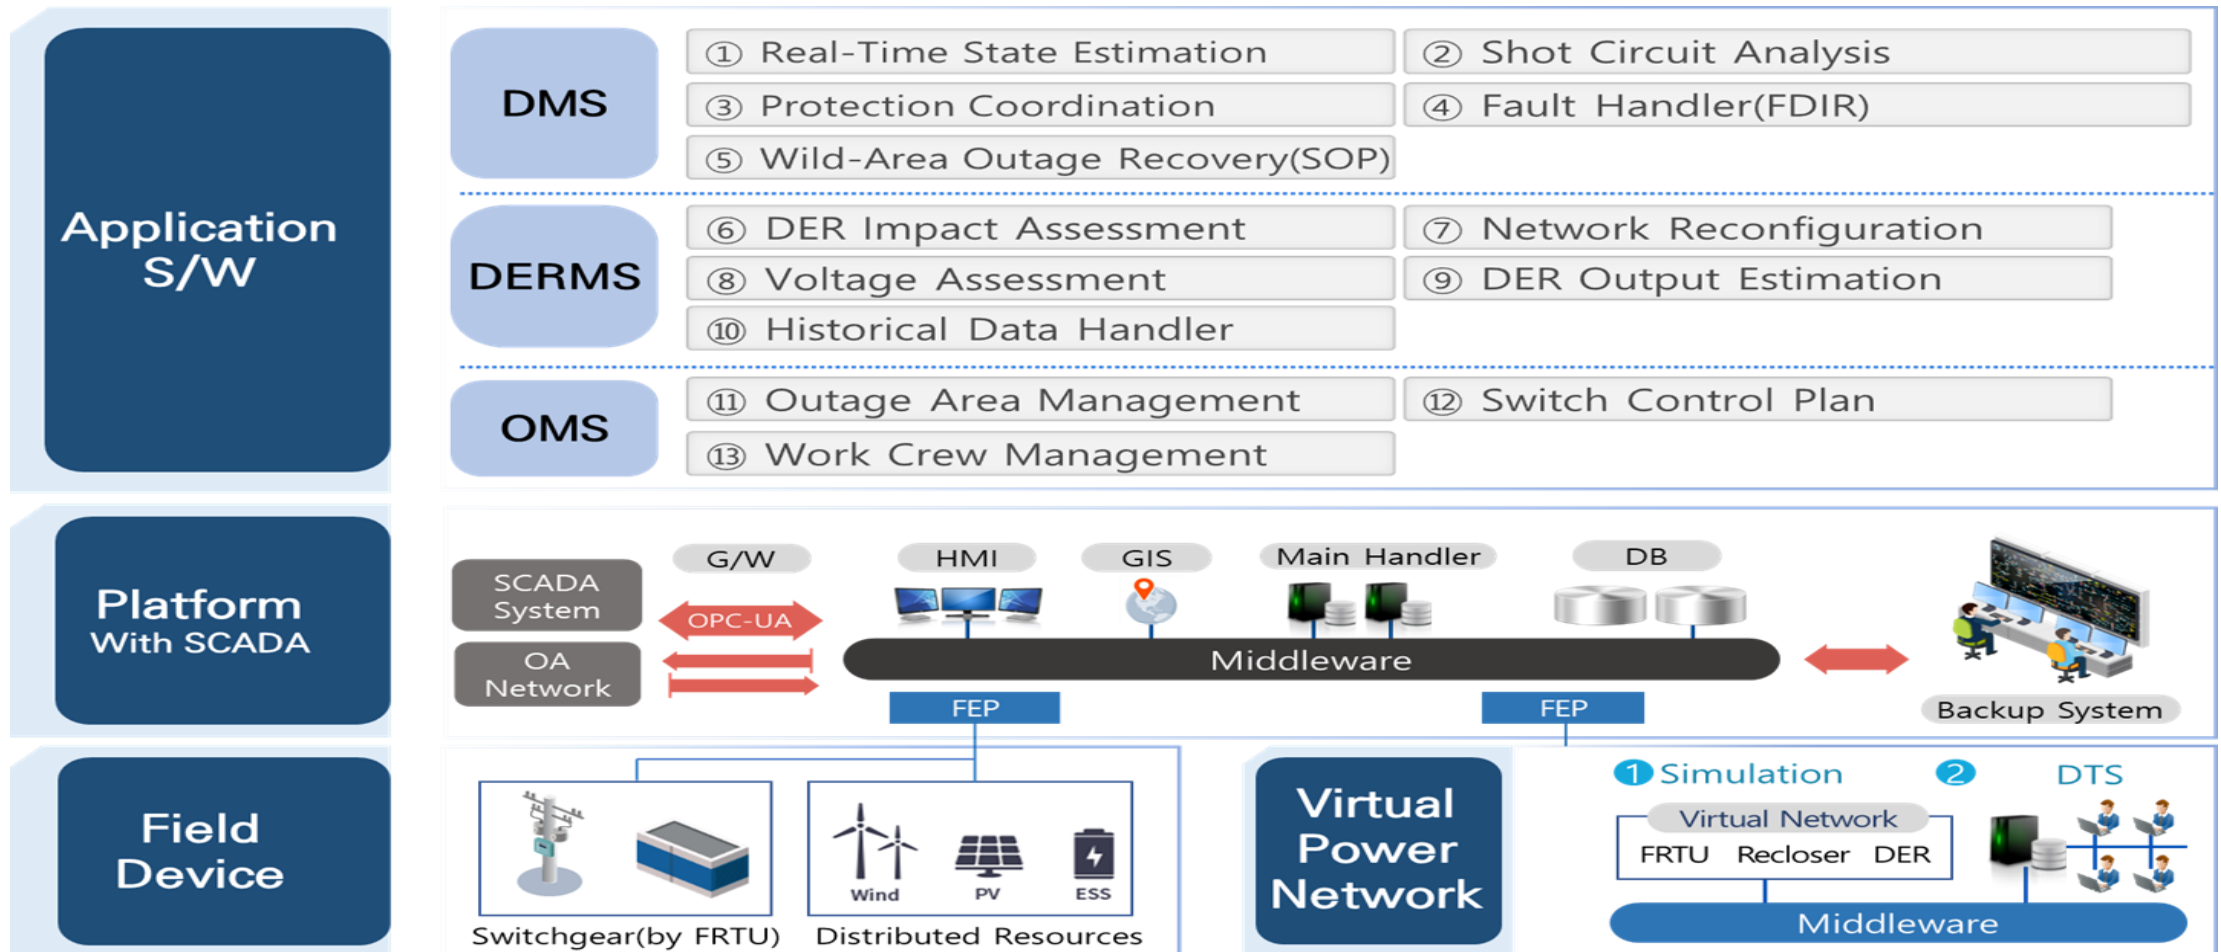 Application
S/W
DMS
① Real-Time State Estimation
② Shot Circuit Analysis
③ Protection Coordination
④ Fault Handler(FDIR)
⑤ Wild-Area Outage Recovery(SOP)
DERMS
⑥ DER Impact Assessment
⑦ Network Reconfiguration
⑧ Voltage Assessment
⑨ DER Output Estimation
⑩ Historical Data Handler
OMS
⑪ Outage Area Management
⑫ Switch Control Plan
⑬ Work Crew Management
Platform
With SCADA
SCADA
System
OA
Network
G/W
OPC-UA
HMI
GIS
Main Handler
DB
Middleware
FEP
FEP
Backup System
Field
Device
Switchgear(by FRTU)
Wind
PV
ESS
Distributed Resources
Virtual
Power
Network
1 Simulation
Virtual Network
FRTU Recloser DER
2 DTS
Middleware